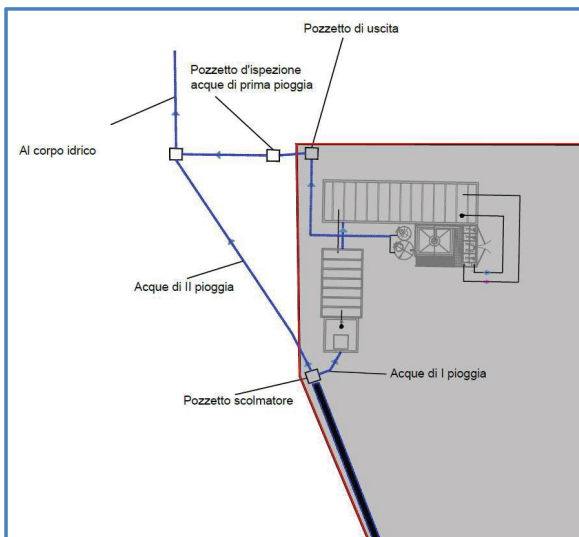 Pozzetto di uscita
Pozzetto d'ispezione
acque di prima pioggia
Al corpo idrico
Acque di II pioggia
Acque di I pioggia
Pozzetto scolmatore